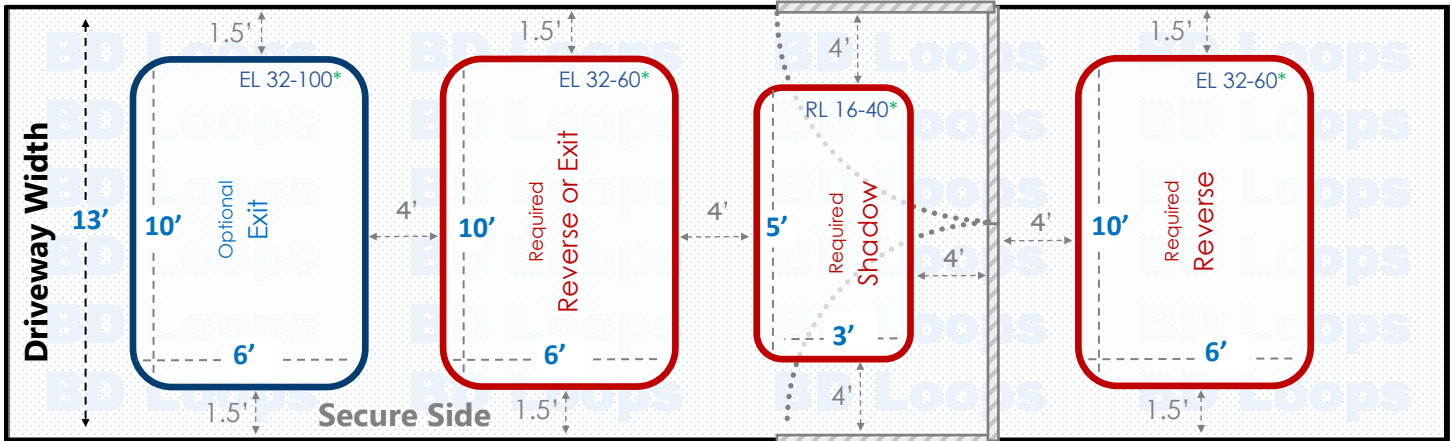 Driveway Width
13’
1.5’
EL 32-100*
10’
Optional
Exit
6’
1.5’
4’
Secure Side
1.5’
EL 32-60*
10’
Required
Reverse or Exit
6’
1.5’
4’
4’
RL 16-40*
5’
Required
Shadow
3’
4’
4’
4’
1.5’
EL 32-60*
10’
Required
Reverse
6’
1.5’
BD Loops